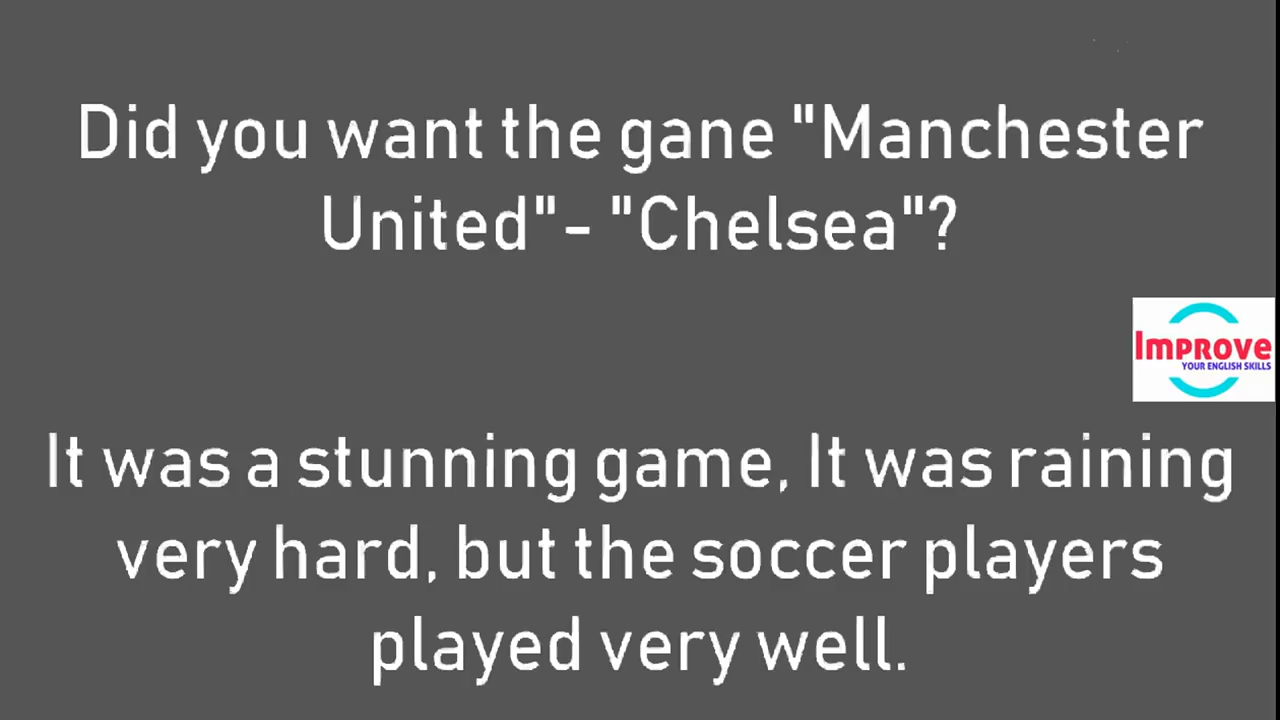 Did you want the gane "Manchester
United"- "Chelsea"?
Improve
YOUR ENGLISH SKILLS
It was a stunning game, It was raining
very hard, but the soccer players
played very well.